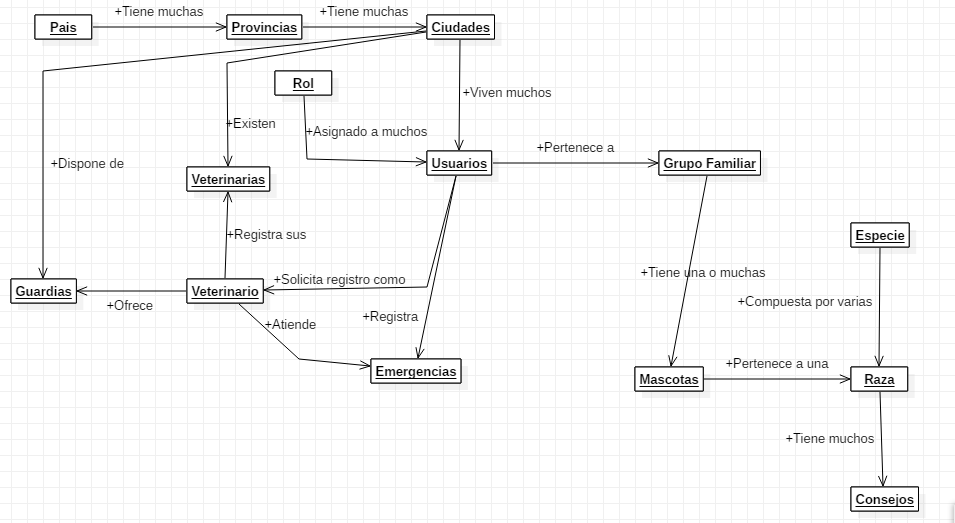 +Tiene muchas
+Tiene muchas
Pais
Provincias
Ciudades
Rol
+Viven muchos
+Existen
+Asignado a muchos
+Pertenece a
+Dispone de
Usuarios
Grupo Familiar
Veterinarias
+Registra sus
Especie
+Tiene una o muchas
+Solicita registro como
Guardias
Veterinario
+Ofrece
+Compuesta por varias
+Registra
+Atiende
Emergencias
+Pertenece a una
Mascotas
Raza
+Tiene muchos
Consejos